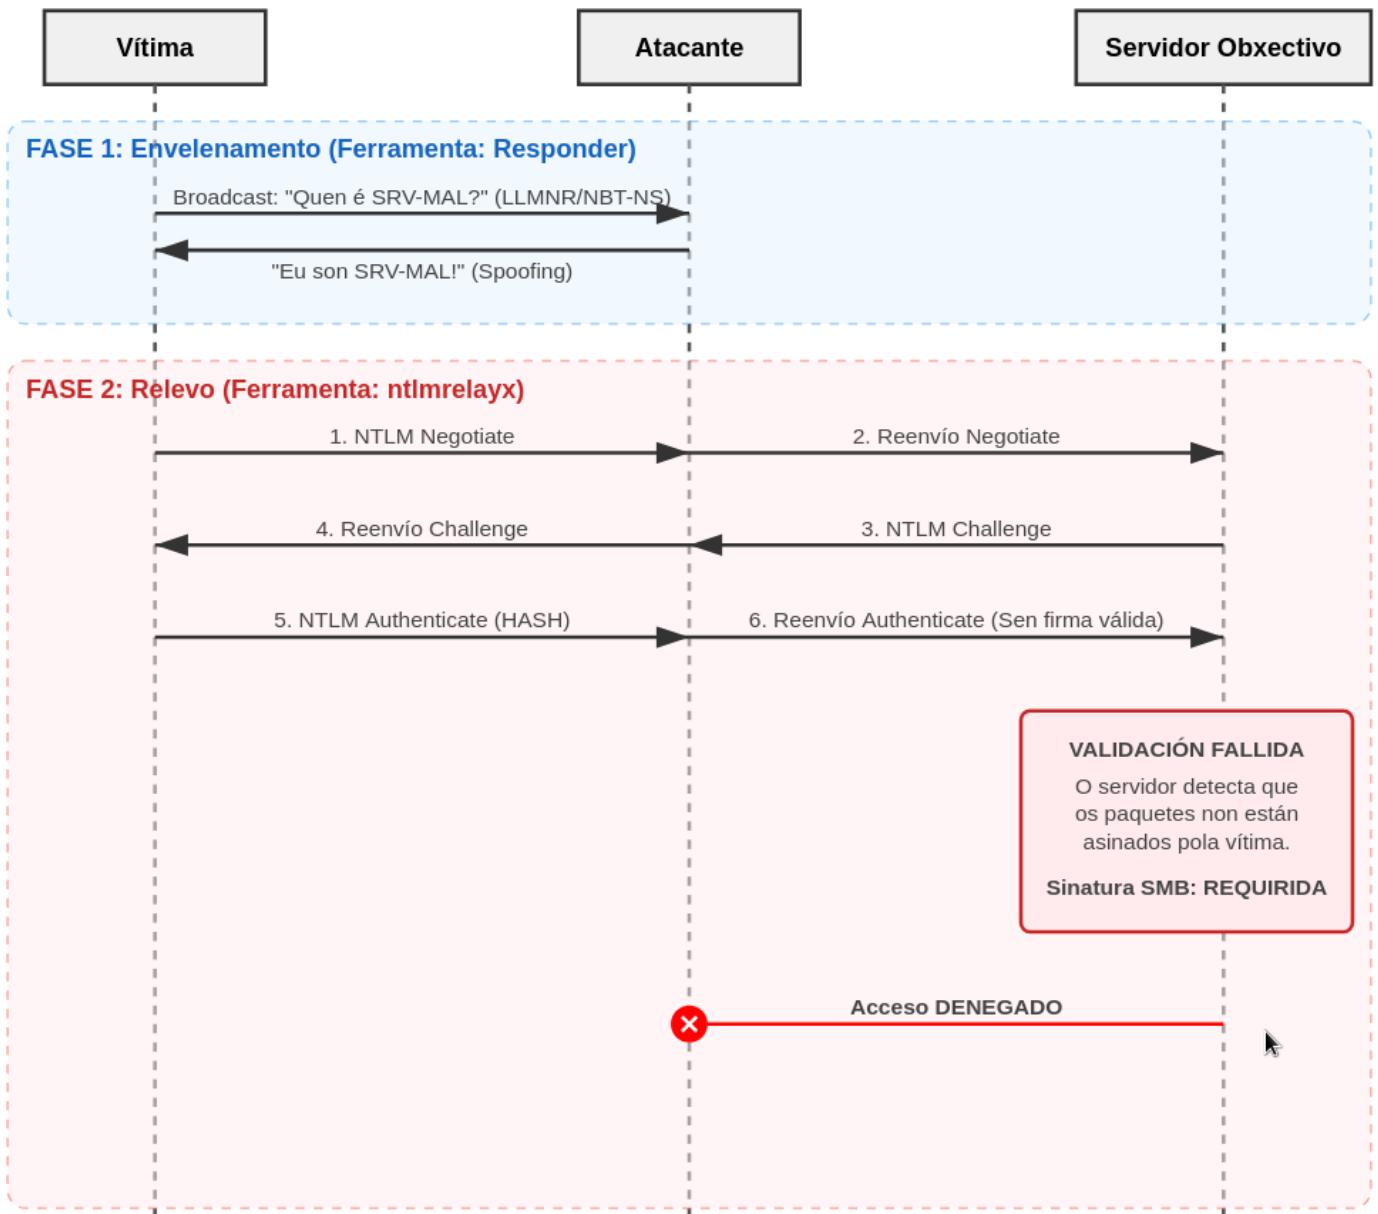 Vítima
Atacante
Servidor Obxectivo
FASE 1: Envelenamento (Ferramenta: Responder)
Broadcast: "Quen é SRV-MAL?" (LLMNR/NBT-NS)
"Eu son SRV-MAL!" (Spoofing)
FASE 2: Relevo (Ferramenta: ntlmrelayx)
1. NTLM Negotiate
2. Reenvío Negotiate
4. Reenvío Challenge
3. NTLM Challenge
5. NTLM Authenticate (HASH)
6. Reenvío Authenticate (Sen firma válida)
VALIDACIÓN FALLIDA
O servidor detecta que
os paquetes non están
asinados pola vítima.
Sinatura SMB: REQUIRIDA
Acceso DENEGADO